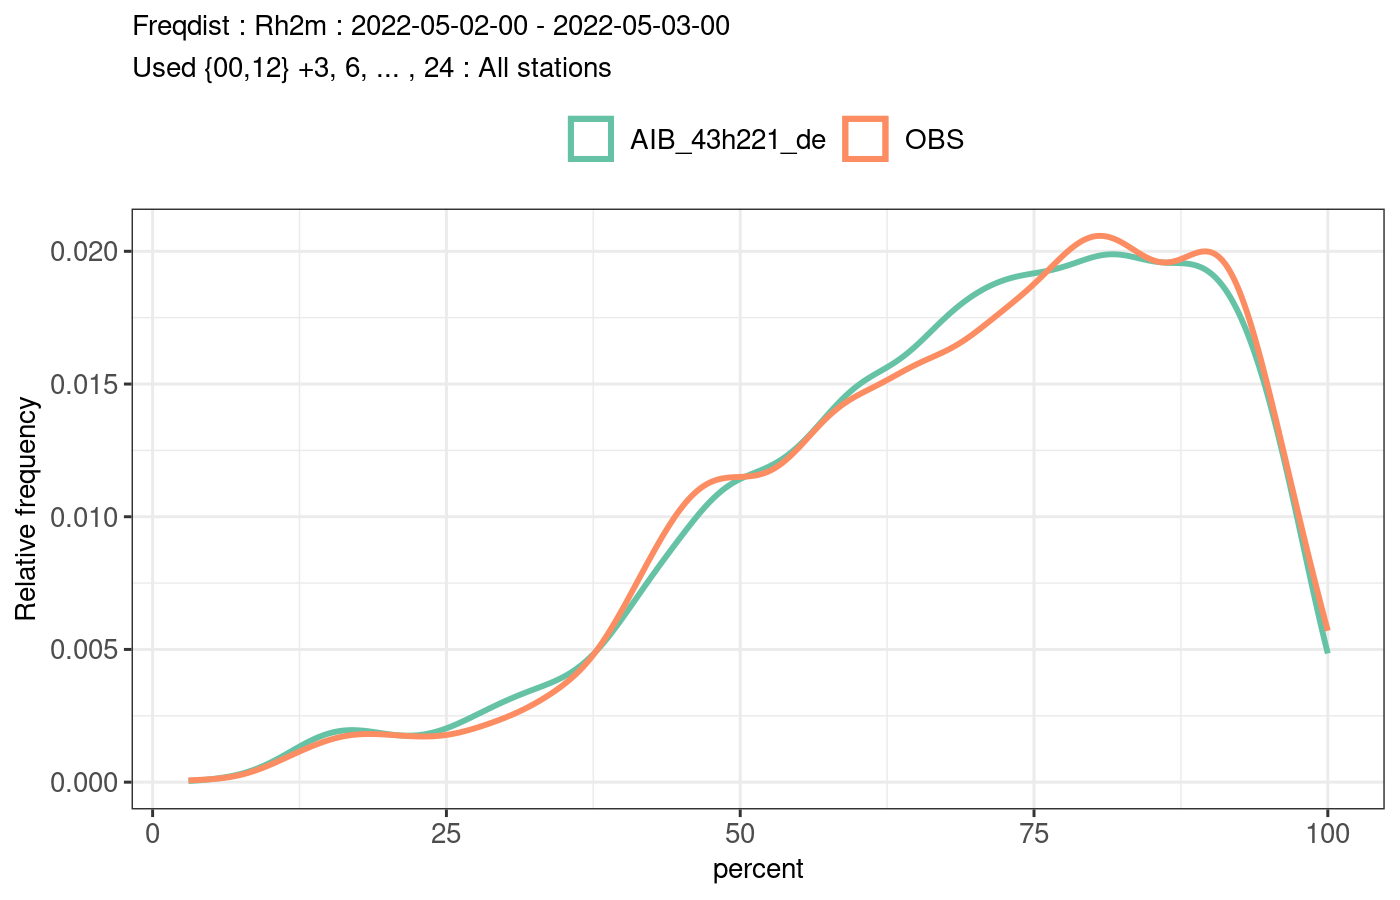 Freqdist : Rh2m : 2022-05-02-00 - 2022-05-03-00
Used {00,12} +3, 6, ... , 24 : All stations
AIB_43h221_de OBS
0.020
0.015
0.010
0.005
0.000
Relative frequency
0 25 50 75 100
percent